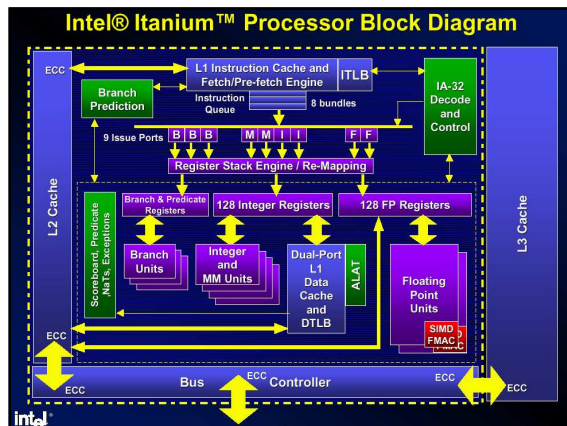 Intel® Itanium™ Processor Block Diagram
ECC
L1 Instruction Cache and
Fetch/Pre-fetch Engine
ITLB
Branch
Prediction
Instruction
Queue
8 bundles
IA-32
Decode
and
Control
9 Issue Ports
B B B
M M I I
F F
Register Stack Engine / Re-Mapping
L2 Cache
L3 Cache
Scoreboard, Predicate
,NaTs, Exceptions
Branch & Predicate
Registers
128 Integer Registers
128 FP Registers
Branch
Units
Integer
and
MM Units
Dual-Port
L1
Data
Cache
and
DTLB
ALAT
Floating
Point
Units
SIMD
FMAC
ECC
ECC
Bus
ECC
Controller
ECC
ECC
ECC
intel